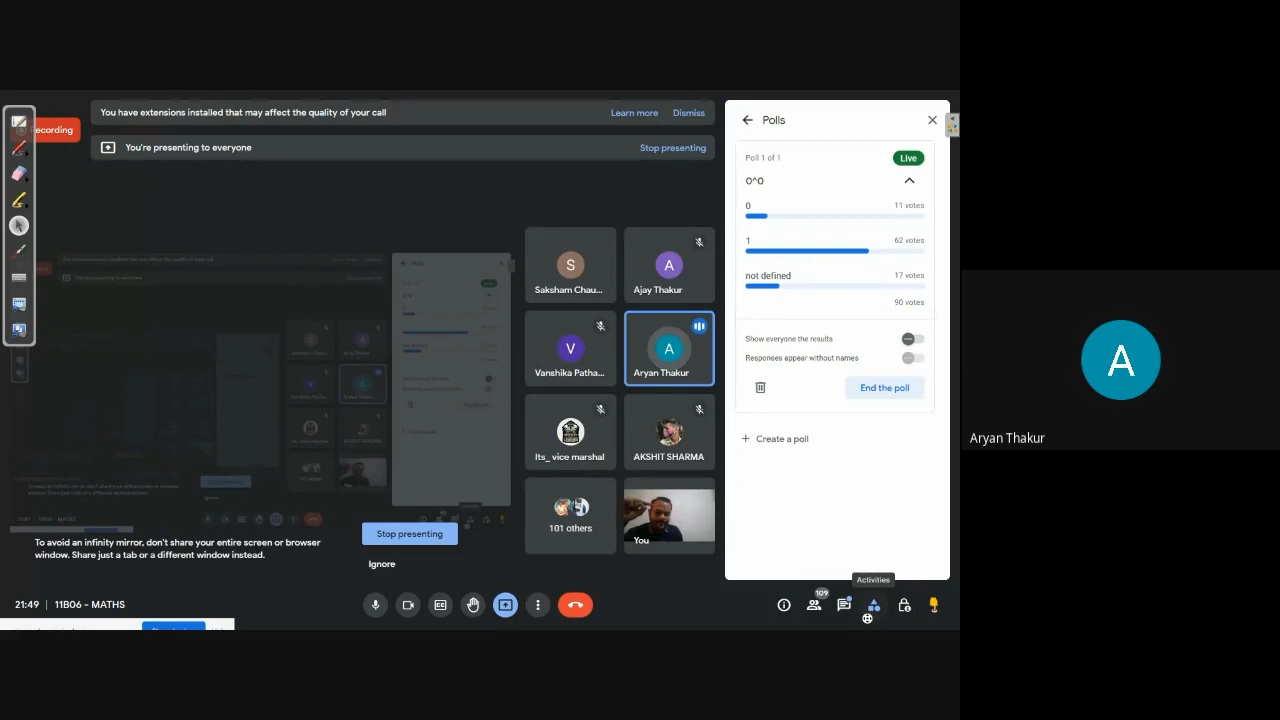 You have extensions installed that may affect the quality of your call
Learn more
Dismiss
Recording
You're presenting to everyone
Stop presenting
Polls
Poll 1 of 1
Live
0^0
0
11 votes
1
62 votes
not defined
17 votes
90 votes
Show everyone the results
Responses appear without names
End the poll
Create a poll
Saksham Chau...
Ajay Thakur
Vanshika Patha...
Aryan Thakur
Its_ vice marshal
AKSHIT SHARMA
101 others
You
To avoid an infinity mirror, don't share your entire screen or browser
window. Share just a tab or a different window instead.
Stop presenting
Ignore
Activities
21:49 | 11B06 - MATHS
109
S
A
V
A
A
Aryan Thakur